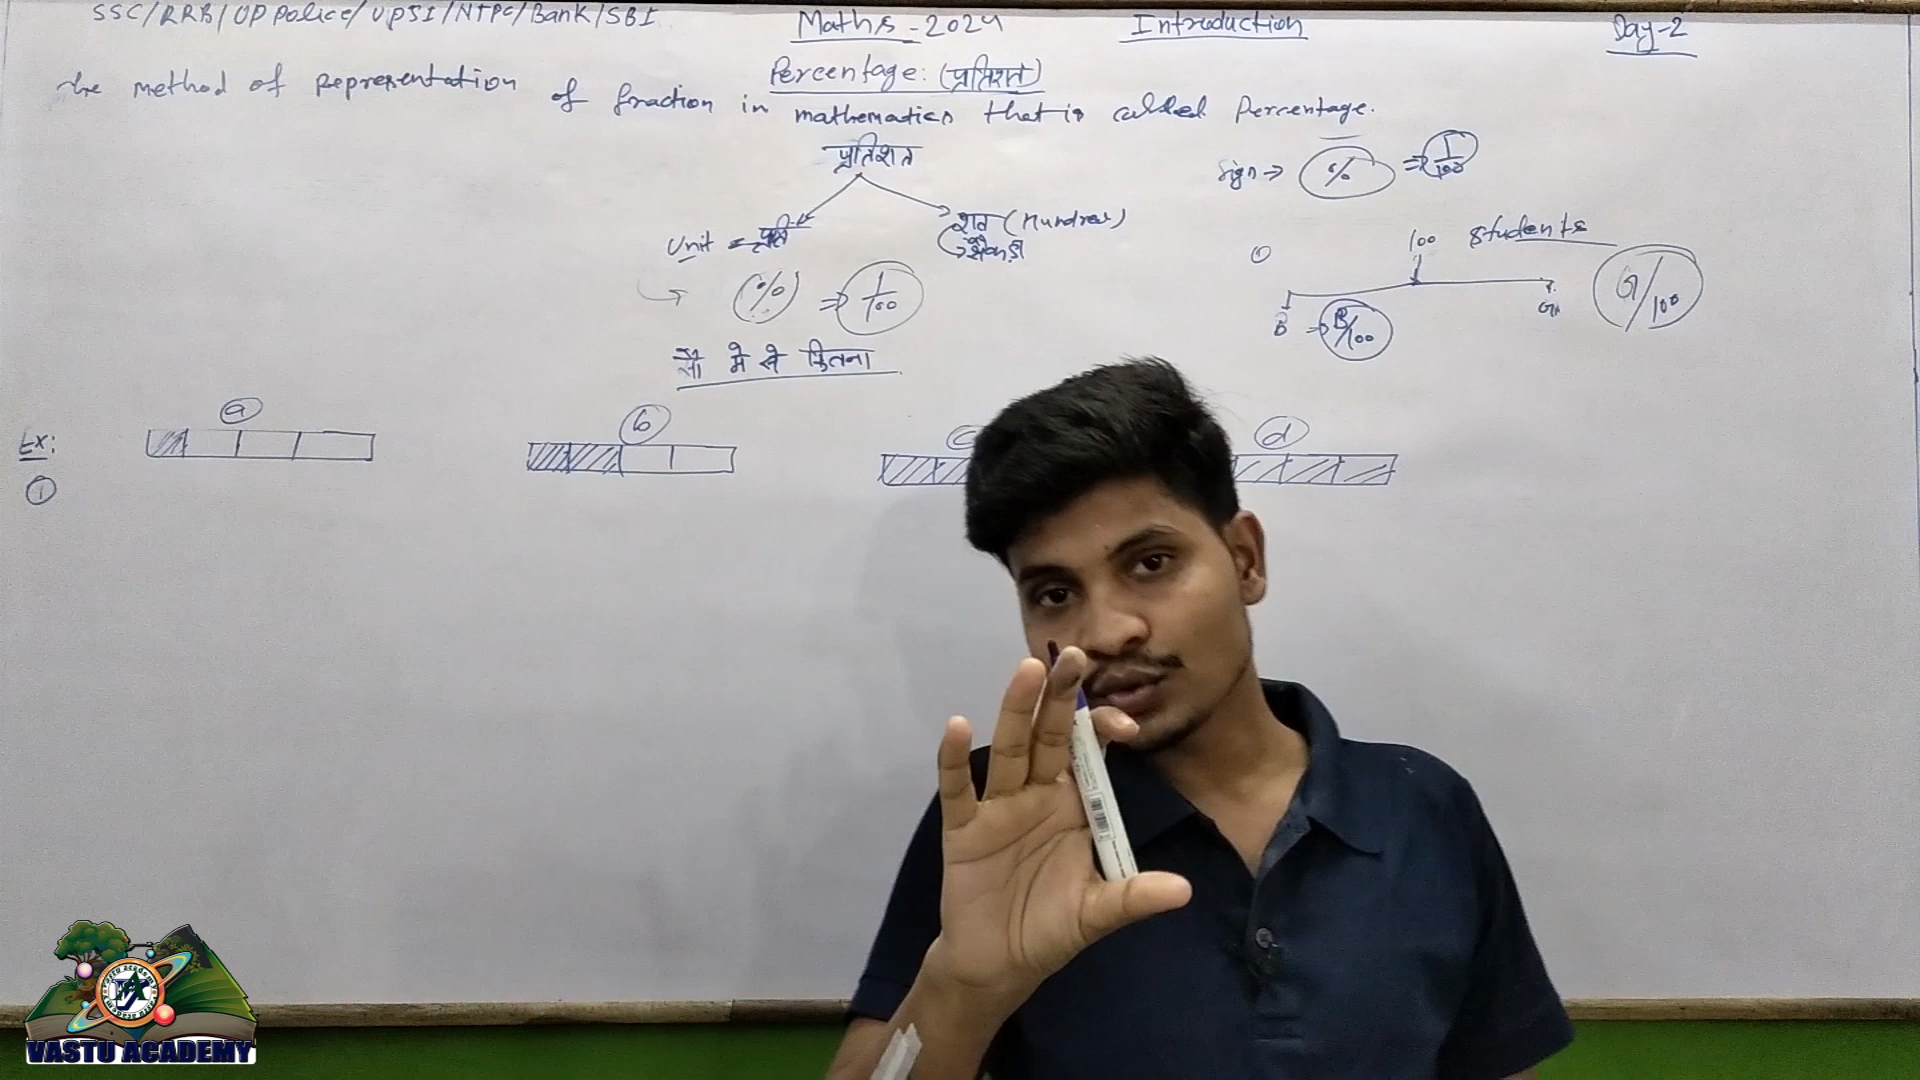 SSC/RRB/UP Police/UPSI/NTPC/Bank/SBI
Maths - 2024
Introduction
Day-2
Percentage: (प्रतिशत)
The method of representation of fraction in mathematics that is called Percentage.
प्रतिशत
Sign ⇒ % ⇒ 1/100
Unit = प्रति
शत (Hundred)
सैकड़ा
(%) ⇒ 1/100
सौ में से कितना
① 100 students
B ⇒ B/100
G
G/100
Ex:
①
a
b
c
d
VASTU ACADEMY